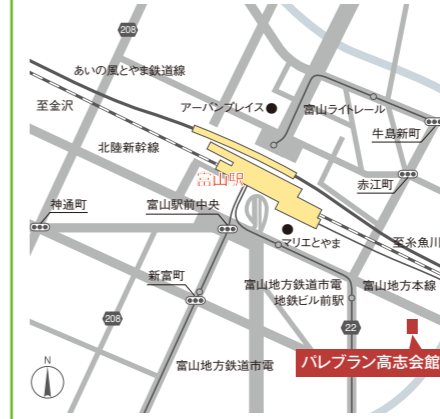 208
あいの風とやま鉄道線
至金沢
アーバンプレイス
富山ライトレール
牛島新町
北陸新幹線
富山駅
赤江町
神通町
富山駅前中央
マリエとやま
至糸魚川
新富町
富山地方鉄道市電
地鉄ビル前駅
富山地方本線
208
22
富山地方鉄道市電
パレブラン高志会館
N